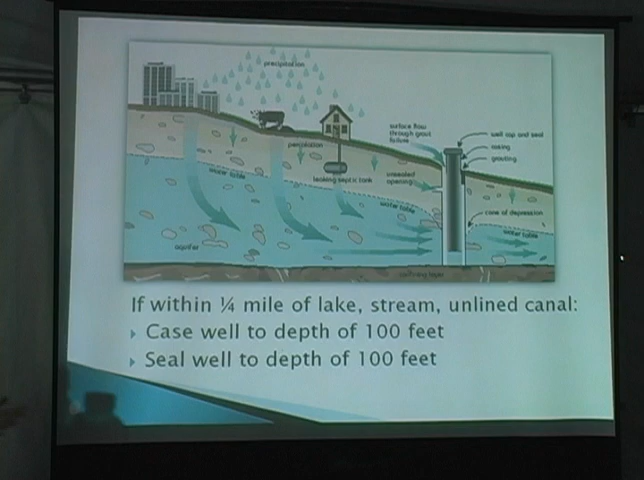 precipitation
surface flow
through grout
failure
well cap and seal
casing
grouting
percolation
leaking septic tank
unsealed
opening
water table
water table
cone of depression
water table
aquifer
confining layer
If within ¼ mile of lake, stream, unlined canal:
Case well to depth of 100 feet
Seal well to depth of 100 feet